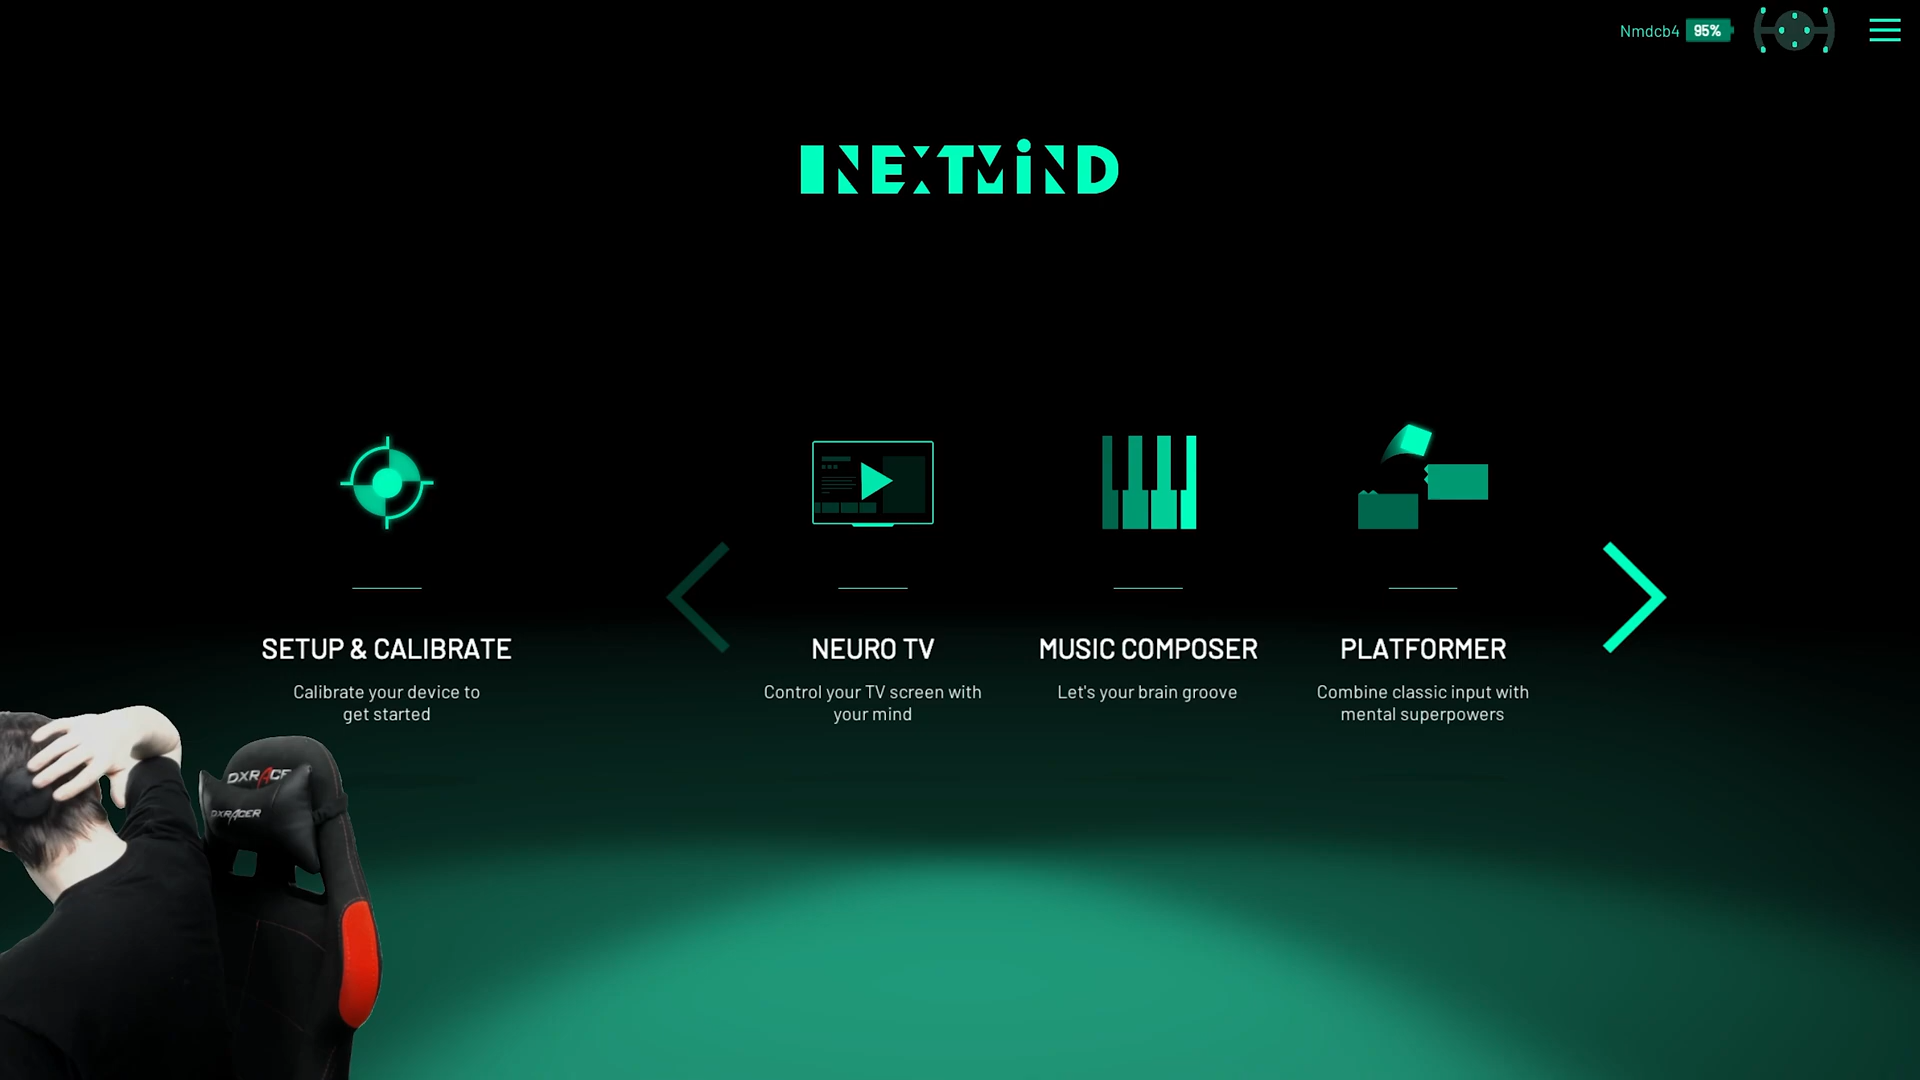 Nmdcb4 95%
NEXTMIND
SETUP & CALIBRATE
Calibrate your device to
get started
NEURO TV
Control your TV screen with
your mind
MUSIC COMPOSER
Let's your brain groove
PLATFORMER
Combine classic input with
mental superpowers
DXRACER
DXRACER